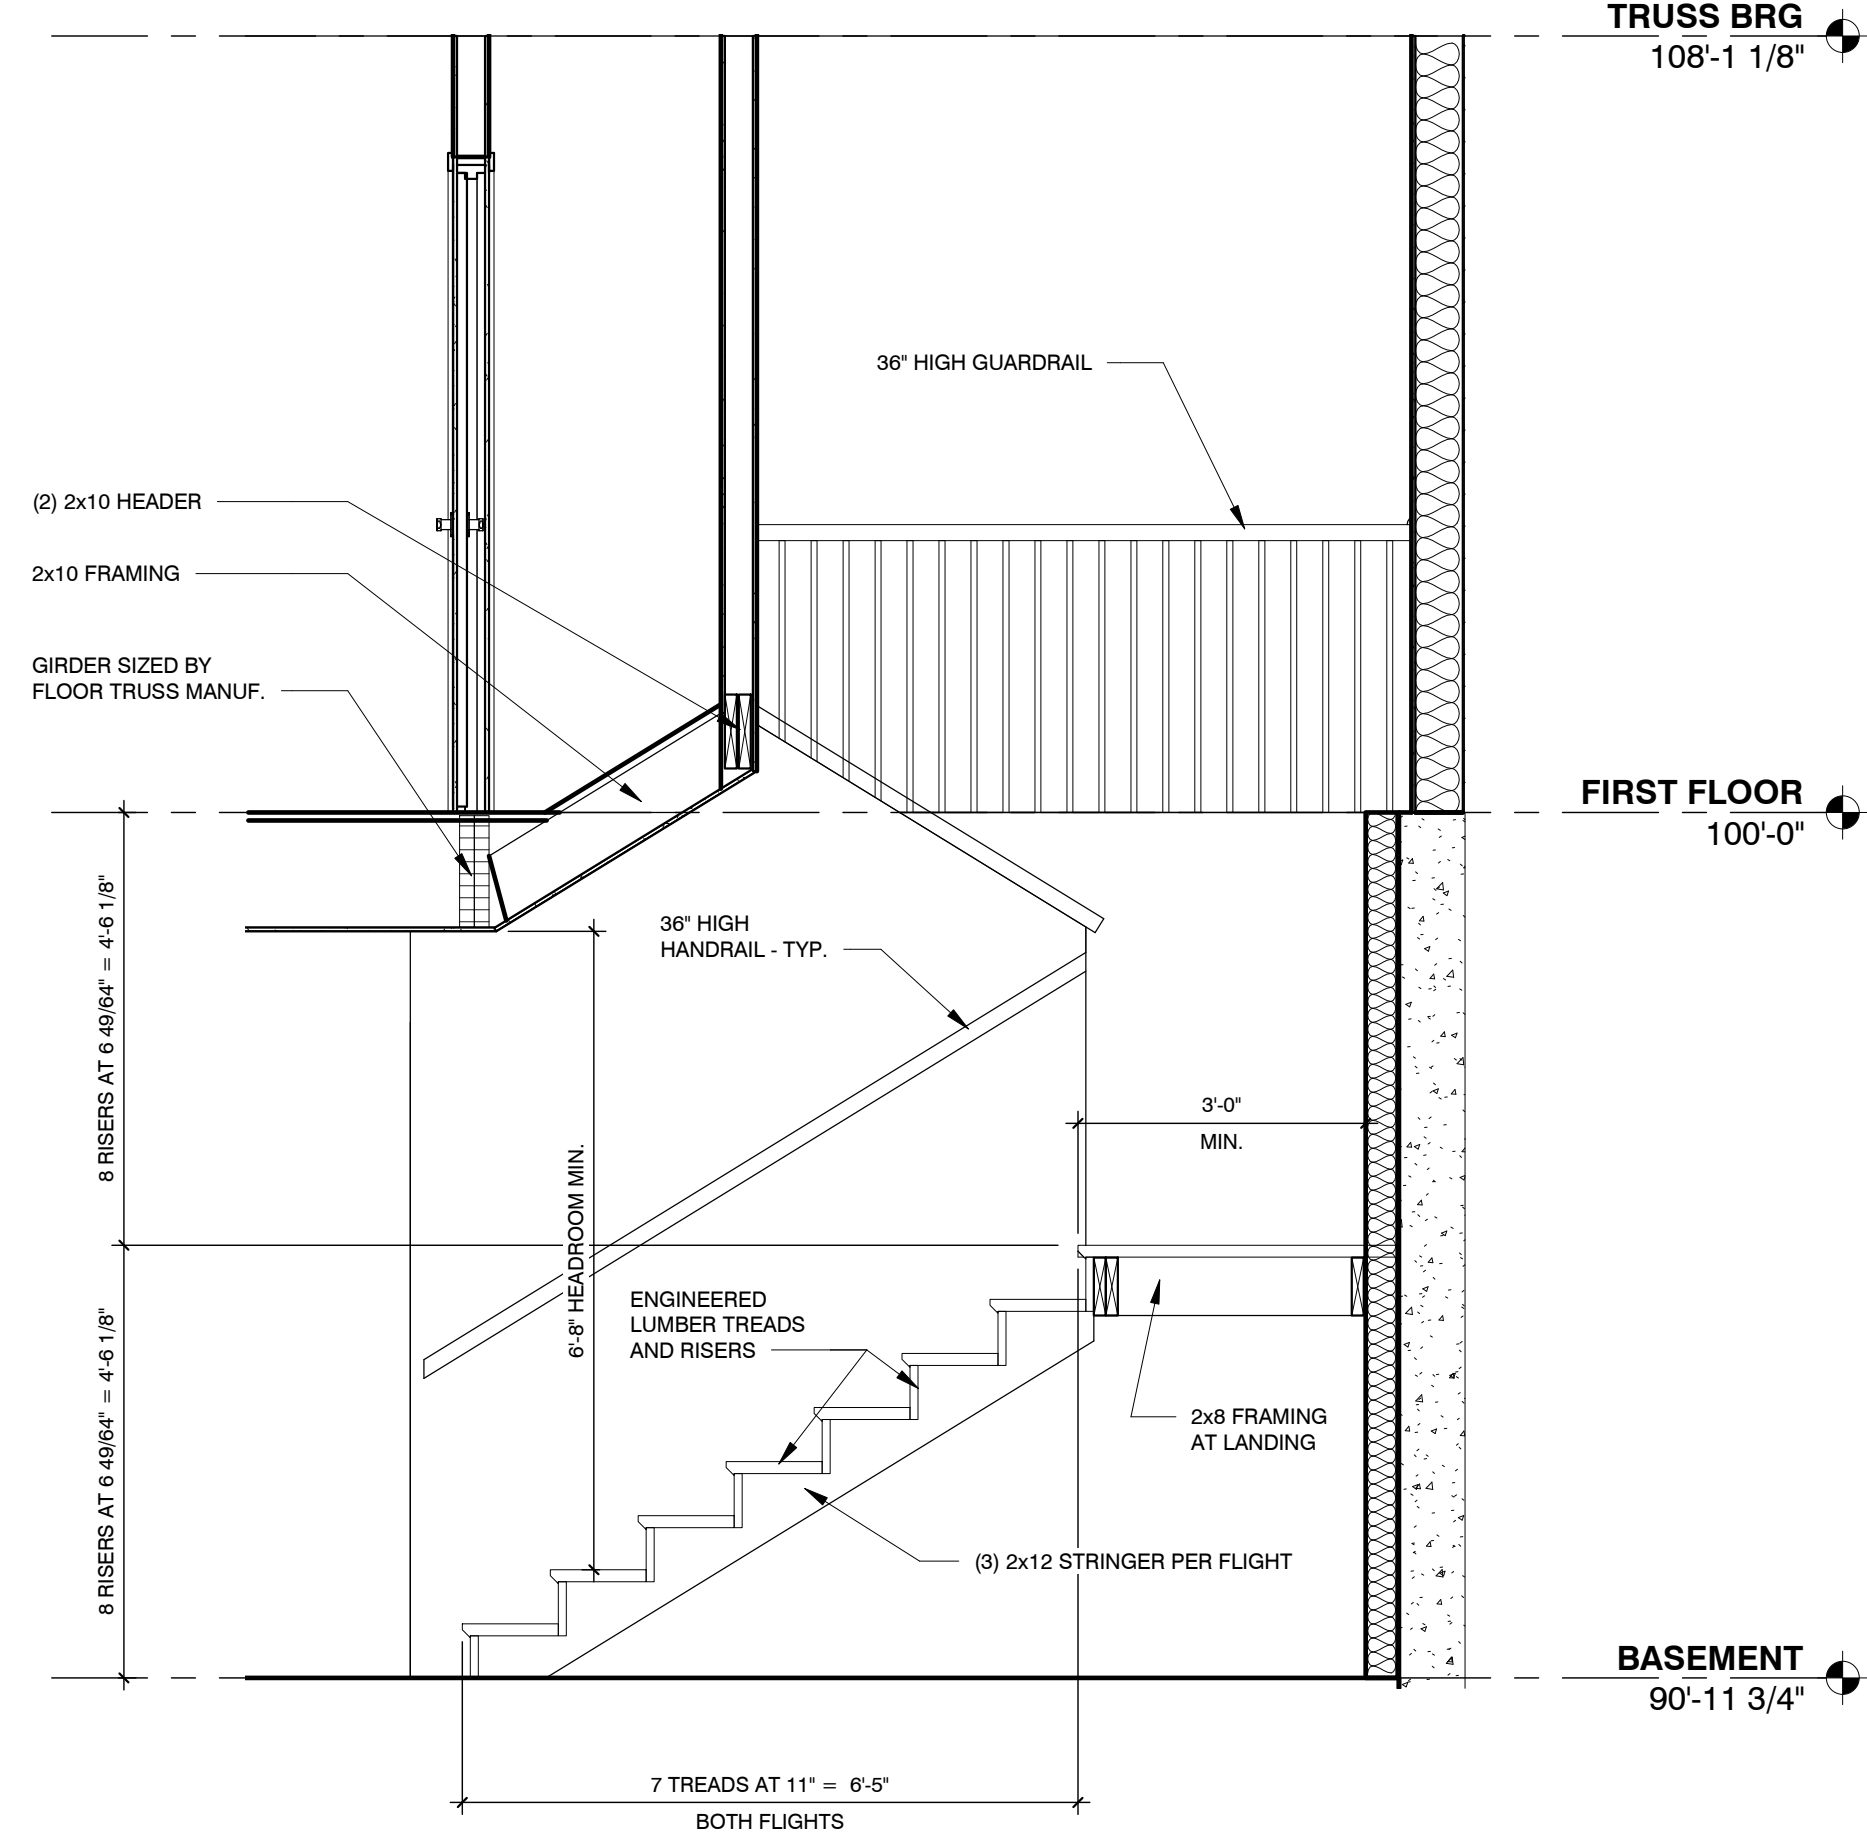 TRUSS BRG
108'-1 1/8"
36" HIGH GUARDRAIL
(2) 2x10 HEADER
2x10 FRAMING
GIRDER SIZED BY
FLOOR TRUSS MANUF.
FIRST FLOOR
100'-0"
8 RISERS AT 6 49/64" = 4'-6 1/8"
36" HIGH
HANDRAIL - TYP.
3'-0"
MIN.
6'-8" HEADROOM MIN.
ENGINEERED
LUMBER TREADS
AND RISERS
8 RISERS AT 6 49/64" = 4'-6 1/8"
2x8 FRAMING
AT LANDING
(3) 2x12 STRINGER PER FLIGHT
BASEMENT
90'-11 3/4"
7 TREADS AT 11" = 6'-5"
BOTH FLIGHTS